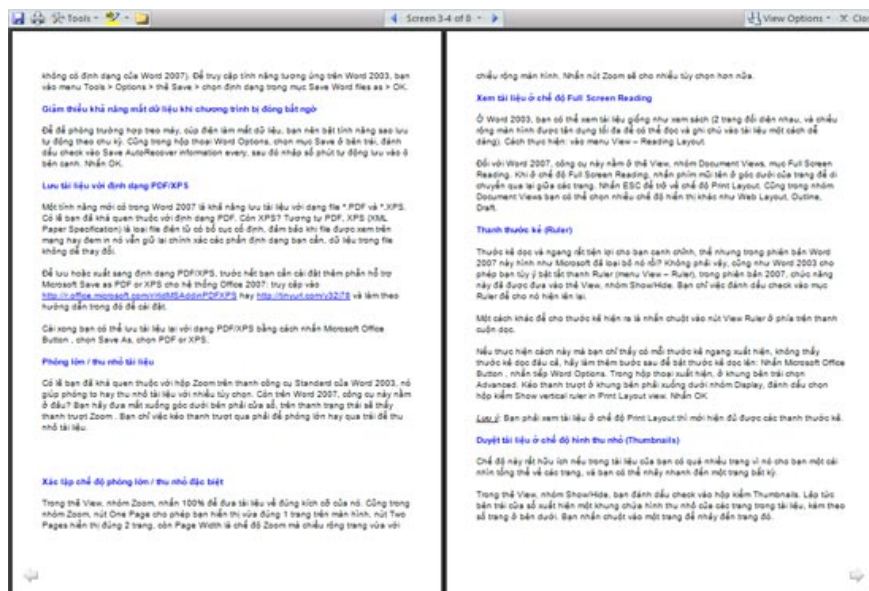 Tools
Screen 3-4 of 8
View Options
X Clo
không có định dạng của Word 2007). Để truy cập tính năng tương ứng trên Word 2003, bạn
vào menu Tools > Options > thẻ Save > chọn định dạng trong mục Save Word files as > OK.
Giảm thiểu khả năng mất dữ liệu khi chương trình bị đóng bất ngờ
Để đề phòng trường hợp treo máy, cúp điện làm mất dữ liệu, bạn nên bật tính năng sao lưu
tự động theo chu kỳ. Cũng trong hộp thoại Word Options, chọn mục Save ở bên trái, đánh
dấu check vào Save AutoRecover information every, sau đó nhập số phút tự động lưu vào ô
bên cạnh. Nhấn OK.
Lưu tài liệu với định dạng PDF/XPS
Một tính năng mới có trong Word 2007 là khả năng lưu tài liệu với dạng file *.PDF và *.XPS.
Có lẽ bạn đã khá quen thuộc với định dạng PDF. Còn XPS? Tương tự PDF, XPS (XML
Paper Specification) là loại file điện tử có bố cục cố định, đảm bảo khi file được xem trên
mạng hay đem in nó vẫn giữ lại chính xác các phần định dạng bạn cần, dữ liệu trong file
không dễ thay đổi.
Để lưu hoặc xuất sang định dạng PDF/XPS, trước hết bạn cần cài đặt thêm phần hỗ trợ
Microsoft Save as PDF or XPS cho hệ thống Office 2007: truy cập vào
http://r.office.microsoft.com/r/rlidMSAddinPDFXPS hay http://tinyurl.com/y32j78 và làm theo
hướng dẫn trong đó để cài đặt.
Cài xong bạn có thể lưu tài liệu lại với dạng PDF/XPS bằng cách nhấn Microsoft Office
Button , chọn Save As, chọn PDF or XPS.
Phóng lớn / thu nhỏ tài liệu
Có lẽ bạn đã khá quen thuộc với hộp Zoom trên thanh công cụ Standard của Word 2003, nó
giúp phóng to hay thu nhỏ tài liệu với nhiều tùy chọn. Còn trên Word 2007, công cụ này nằm
ở đâu? Bạn hãy đưa mắt xuống góc dưới bên phải cửa sổ, trên thanh trạng thái sẽ thấy
thanh trượt Zoom . Bạn chỉ việc kéo thanh trượt qua phải để phóng lớn hay qua trái để thu
nhỏ tài liệu.
Xác lập chế độ phóng lớn / thu nhỏ đặc biệt
Trong thẻ View, nhóm Zoom, nhấn 100% để đưa tài liệu về đúng kích cỡ của nó. Cũng trong
nhóm Zoom, nút One Page cho phép bạn hiển thị vừa đúng 1 trang trên màn hình, nút Two
Pages hiển thị đúng 2 trang, còn Page Width là chế độ Zoom mà chiều rộng trang vừa với
chiều rộng màn hình. Nhấn nút Zoom sẽ cho nhiều tùy chọn hơn nữa.
Xem tài liệu ở chế độ Full Screen Reading
Ở Word 2003, bạn có thể xem tài liệu giống như xem sách (2 trang đối diện nhau, và chiều
rộng màn hình được tận dụng tối đa để có thể đọc và ghi chú vào tài liệu một cách dễ
dàng). Cách thực hiện: vào menu View – Reading Layout.
Đối với Word 2007, công cụ này nằm ở thẻ View, nhóm Document Views, mục Full Screen
Reading. Khi ở chế độ Full Screen Reading, nhấn phím mũi tên ở góc dưới của trang để di
chuyển qua lại giữa các trang. Nhấn ESC để trở về chế độ Print Layout. Cũng trong nhóm
Document Views bạn có thể chọn nhiều chế độ hiển thị khác như Web Layout, Outline,
Draft.
Thanh thước kẻ (Ruler)
Thước kẻ dọc và ngang rất tiện lợi cho bạn canh chỉnh, thế nhưng trong phiên bản Word
2007 này hình như Microsoft đã loại bỏ nó rồi? Không phải vậy, cũng như Word 2003 cho
phép bạn tùy ý bật tắt thanh Ruler (menu View – Ruler), trong phiên bản 2007, chức năng
này đã được đưa vào thẻ View, nhóm Show/Hide. Bạn chỉ việc đánh dấu check vào mục
Ruler để cho nó hiện lên lại.
Một cách khác để cho thước kẻ hiện ra là nhấn chuột vào nút View Ruler ở phía trên thanh
cuộn dọc.
Nếu thực hiện cách này mà bạn chỉ thấy có mỗi thước kẻ ngang xuất hiện, không thấy
thước kẻ dọc đâu cả, hãy làm thêm bước sau để bật thước kẻ dọc lên: Nhấn Microsoft Office
Button , nhấn tiếp Word Options. Trong hộp thoại xuất hiện, ở khung bên trái chọn
Advanced. Kéo thanh trượt ở khung bên phải xuống dưới nhóm Display, đánh dấu chọn
hộp kiểm Show vertical ruler in Print Layout view. Nhấn OK.
Lưu ý: Bạn phải xem tài liệu ở chế độ Print Layout thì mới hiện đủ được các thanh thước kẻ.
Duyệt tài liệu ở chế độ hình thu nhỏ (Thumbnails)
Chế độ này rất hữu ích nếu trong tài liệu của bạn có quá nhiều trang vì nó cho bạn một cái
nhìn tổng thể về các trang, và bạn có thể nhảy nhanh đến một trang bất kỳ.
Trong thẻ View, nhóm Show/Hide, bạn đánh dấu check vào hộp kiểm Thumbnails. Lập tức
bên trái cửa sổ xuất hiện một khung chứa hình thu nhỏ của các trang trong tài liệu, kèm theo
số trang ở bên dưới. Bạn nhấn chuột vào một trang để nhảy đến trang đó.